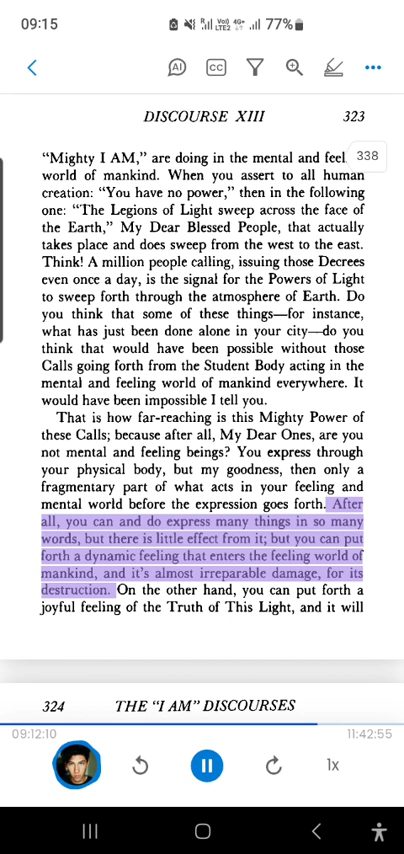 09:15
Vo))
R
LTE2
4G+
77%
AI
CC
DISCOURSE XIII 323
338
“Mighty I AM,” are doing in the mental and feel
world of mankind. When you assert to all human
creation: “You have no power,” then in the following
one: “The Legions of Light sweep across the face of
the Earth,” My Dear Blessed People, that actually
takes place and does sweep from the west to the east.
Think! A million people calling, issuing those Decrees
even once a day, is the signal for the Powers of Light
to sweep forth through the atmosphere of Earth. Do
you think that some of these things—for instance,
what has just been done alone in your city—do you
think that would have been possible without those
Calls going forth from the Student Body acting in the
mental and feeling world of mankind everywhere. It
would have been impossible I tell you.
That is how far-reaching is this Mighty Power of
these Calls; because after all, My Dear Ones, are you
not mental and feeling beings? You express through
your physical body, but my goodness, then only a
fragmentary part of what acts in your feeling and
mental world before the expression goes forth. After
all, you can and do express many things in so many
words, but there is little effect from it; but you can put
forth a dynamic feeling that enters the feeling world of
mankind, and it’s almost irreparable damage, for its
destruction. On the other hand, you can put forth a
joyful feeling of the Truth of This Light, and it will
324 THE “I AM” DISCOURSES
09:12:10 11:42:55
1x